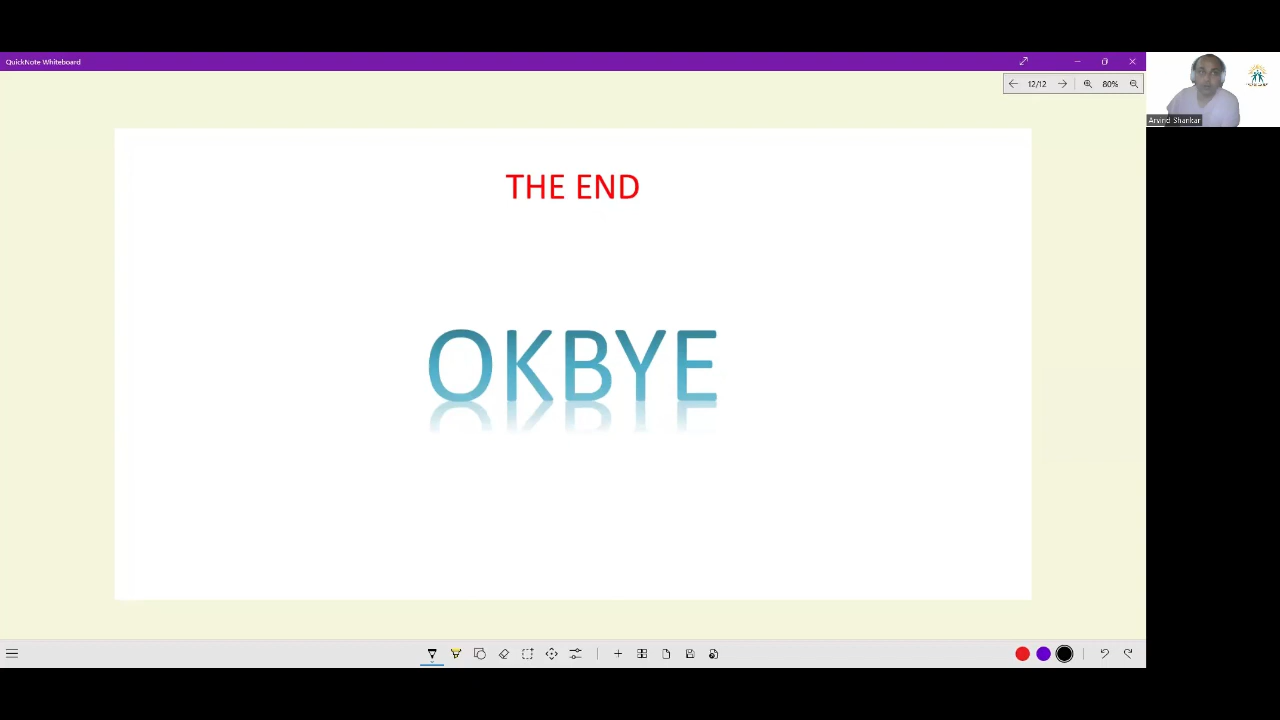 QuickNote Whiteboard
12/12
80%
Arvind Shankar
THE END
OKBYE